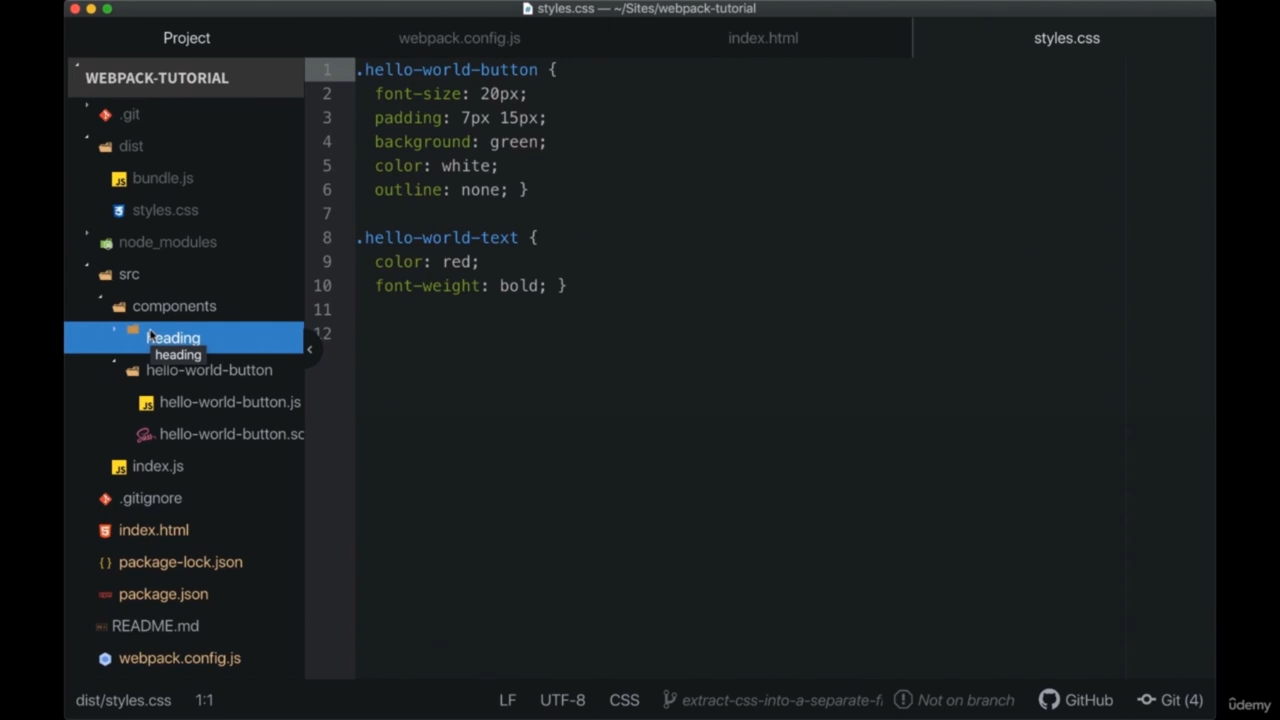 styles.css — ~/Sites/webpack-tutorial
Project
webpack.config.js
index.html
styles.css
WEBPACK-TUTORIAL
.git
dist
bundle.js
styles.css
node_modules
src
components
heading
heading
hello-world-button
hello-world-button.js
hello-world-button.sc
index.js
.gitignore
index.html
package-lock.json
package.json
README.md
webpack.config.js
1 .hello-world-button {
2 font-size: 20px;
3 padding: 7px 15px;
4 background: green;
5 color: white;
6 outline: none; }
7
8 .hello-world-text {
9 color: red;
10 font-weight: bold; }
11
12
dist/styles.css 1:1 LF UTF-8 CSS extract-css-into-a-separate-fi Not on branch GitHub Git (4)
ûdemy